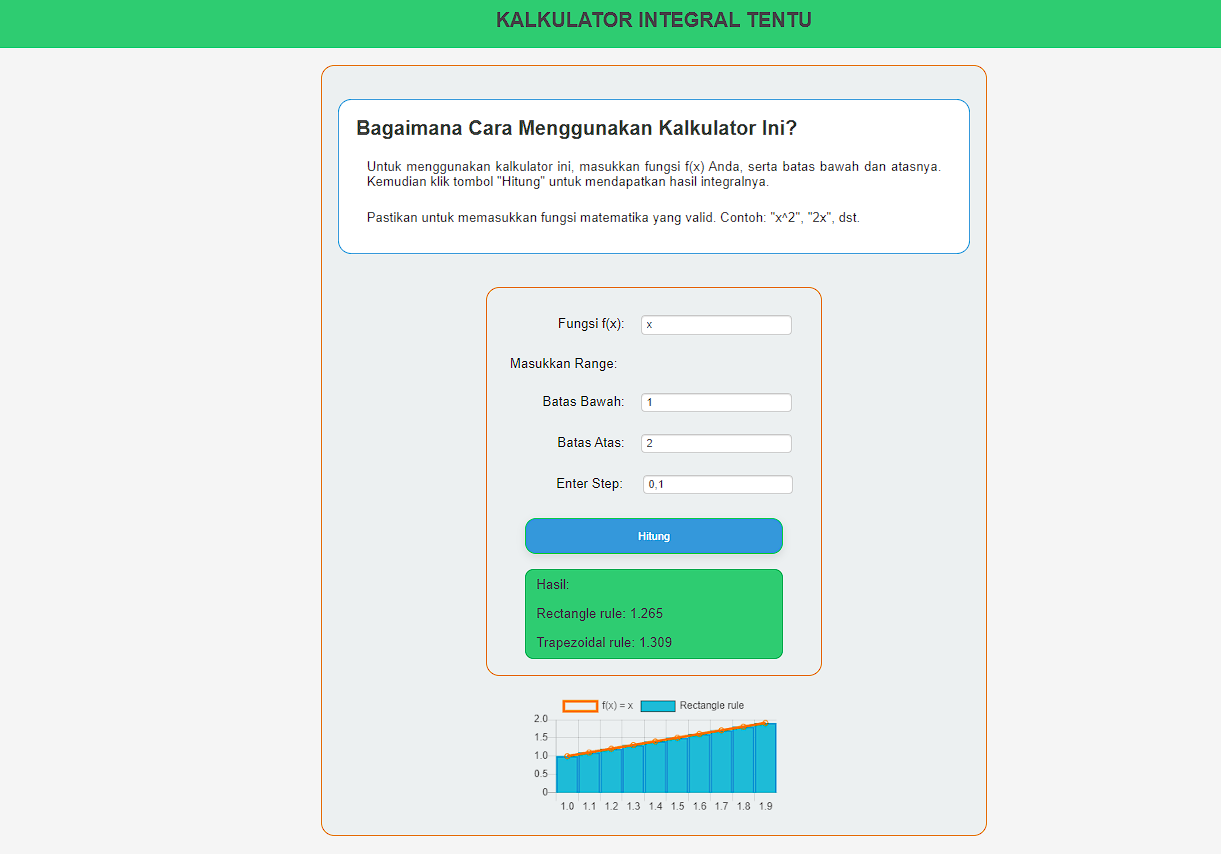 KALKULATOR INTEGRAL TENTU
Bagaimana Cara Menggunakan Kalkulator Ini?
Untuk menggunakan kalkulator ini, masukkan fungsi f(x) Anda, serta batas bawah dan atasnya.
Kemudian klik tombol "Hitung" untuk mendapatkan hasil integralnya.
Pastikan untuk memasukkan fungsi matematika yang valid. Contoh: "x^2", "2x", dst.
Fungsi f(x): x
Masukkan Range:
Batas Bawah: 1
Batas Atas: 2
Enter Step: 0,1
Hitung
Hasil:
Rectangle rule: 1.265
Trapezoidal rule: 1.309
f(x) = x Rectangle rule
2.0
1.5
1.0
0.5
0
1.0 1.1 1.2 1.3 1.4 1.5 1.6 1.7 1.8 1.9